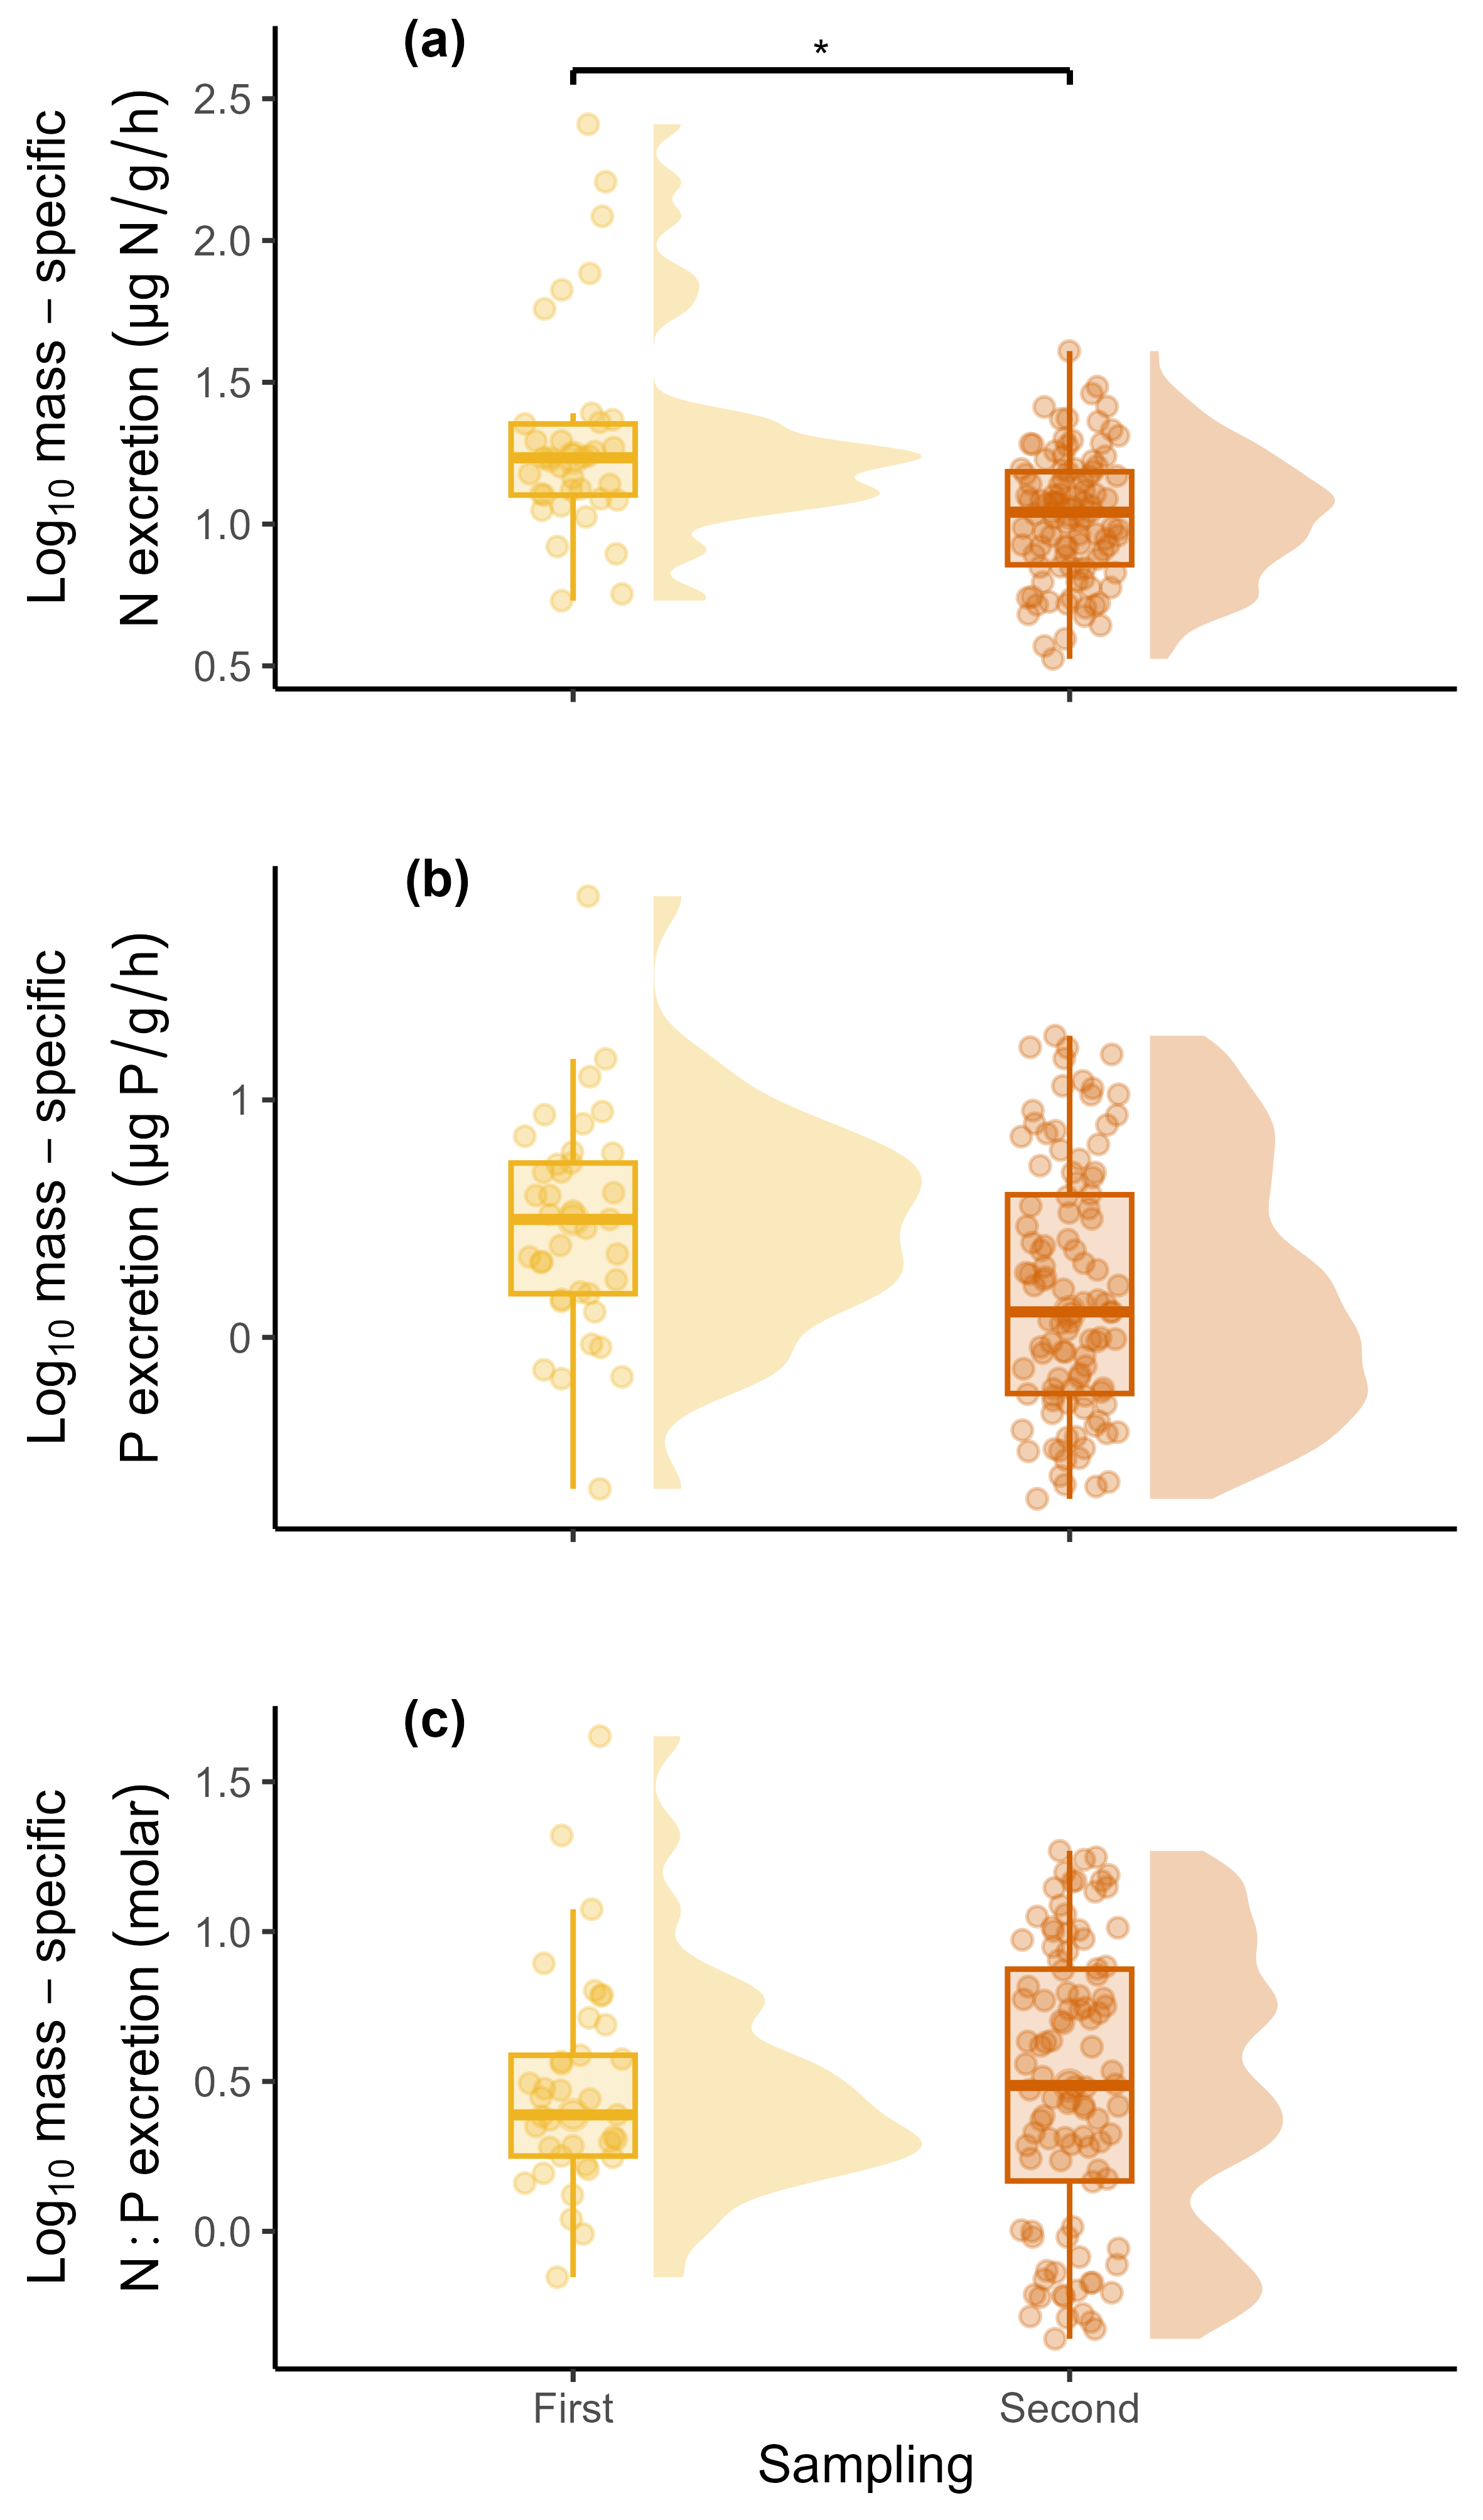 (a)
*
Log10 mass – specific
N excretion (µg N/g/h)
2.5
2.0
1.5
1.0
0.5
(b)
Log10 mass – specific
P excretion (µg P/g/h)
1
0
(c)
Log10 mass – specific
N:P excretion (molar)
1.5
1.0
0.5
0.0
First Second
Sampling